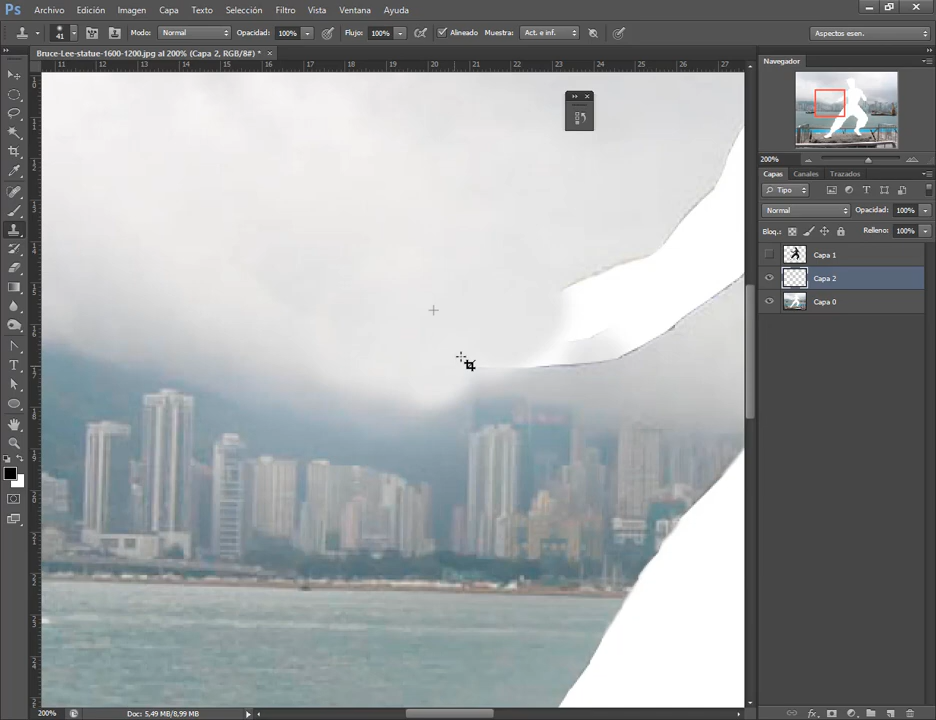 Ps Archivo Edición Imagen Capa Texto Selección Filtro Vista Ventana Ayuda
41 Modo: Normal Opacidad: 100% Flujo: 100% Alineado Muestra: Act. e inf. Aspectos esen.
Bruce-Lee-statue-1600-1200.jpg al 200% (Capa 2, RGB/8#) * ×
11 12 13 14 15 16 17 18 19 20 21 22 23 24 25 26 27
Navegador
200%
Capas Canales Trazados
Tipo
Normal Opacidad: 100%
Bloq.: Relleno: 100%
Capa 1
Capa 2
Capa 0
200% Doc: 5,49 MB/8,99 MB